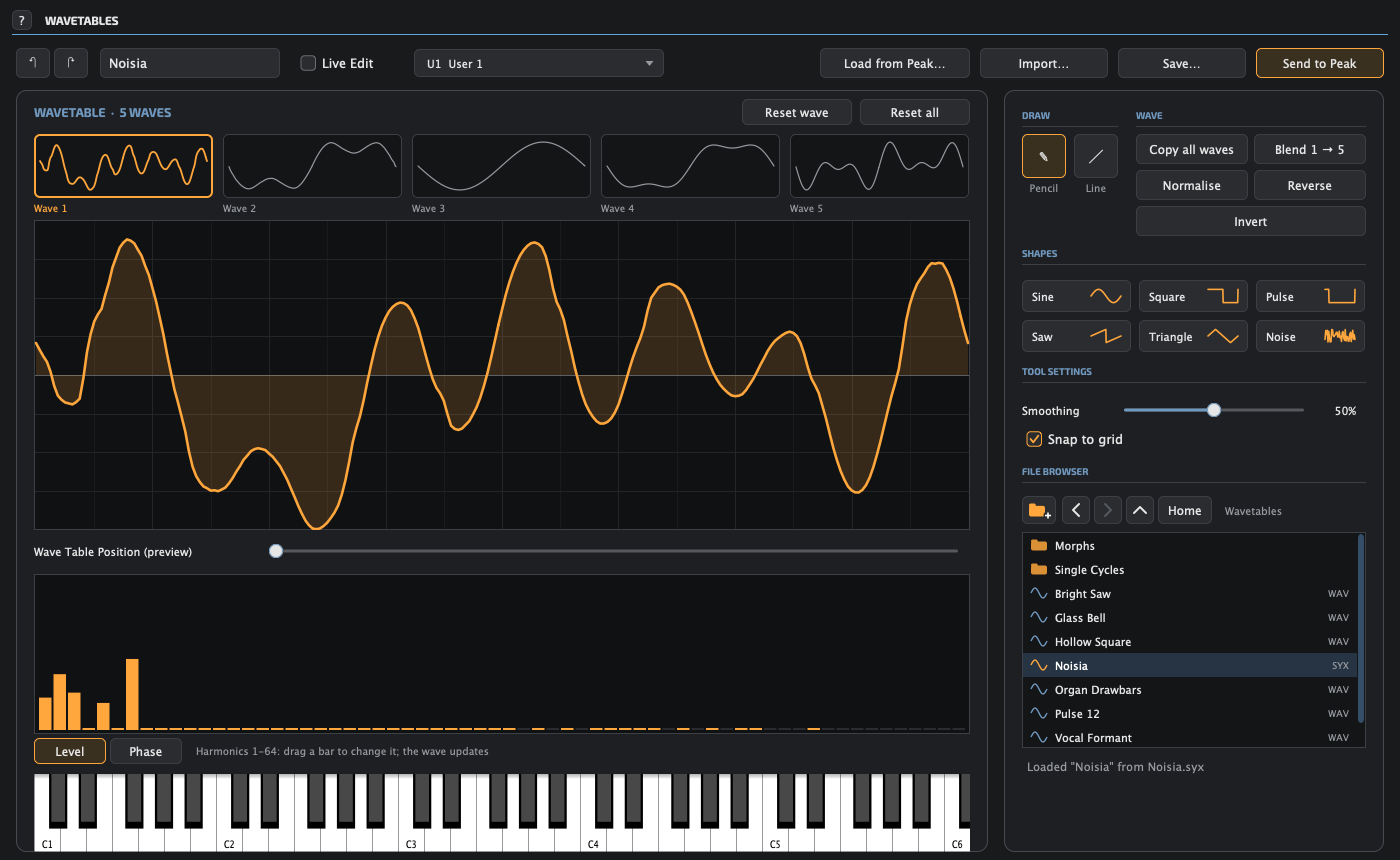 ? WAVETABLES
Noisia Live Edit U1 User 1 Load from Peak... Import... Save... Send to Peak
WAVETABLE · 5 WAVES Reset wave Reset all
Wave 1 Wave 2 Wave 3 Wave 4 Wave 5
Wave Table Position (preview)
Level Phase Harmonics 1–64: drag a bar to change it; the wave updates
C1 C2 C3 C4 C5 C6
DRAW WAVE
Copy all waves Blend 1 → 5
Pencil Line Normalise Reverse
Invert
SHAPES
Sine Square Pulse
Saw Triangle Noise
TOOL SETTINGS
Smoothing 50%
Snap to grid
FILE BROWSER
Home Wavetables
Morphs
Single Cycles
Bright Saw WAV
Glass Bell WAV
Hollow Square WAV
Noisia SYX
Organ Drawbars WAV
Pulse 12 WAV
Vocal Formant WAV
Loaded "Noisia" from Noisia.syx